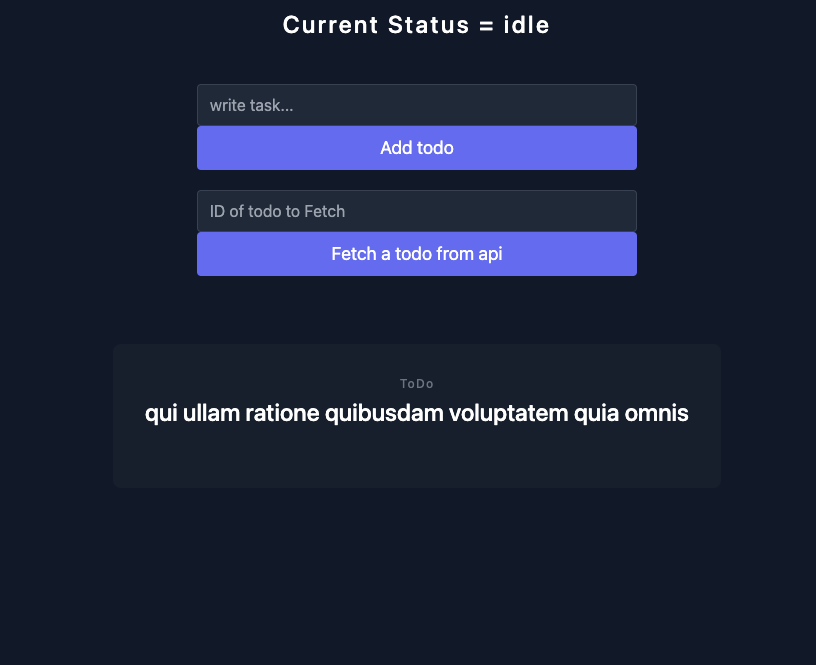 Current Status = idle
write task...
Add todo
ID of todo to Fetch
Fetch a todo from api
ToDo
qui ullam ratione quibusdam voluptatem quia omnis